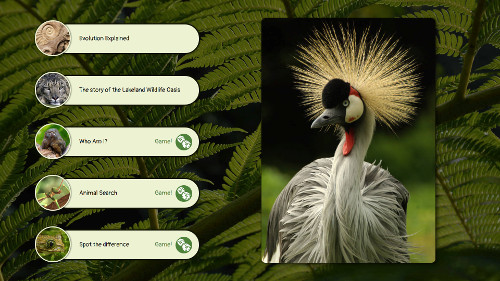 Evolution Explained
The story of the Lakeland Wildlife Oasis
Who Am I?
Game!
Animal Search
Game!
Spot the difference
Game!